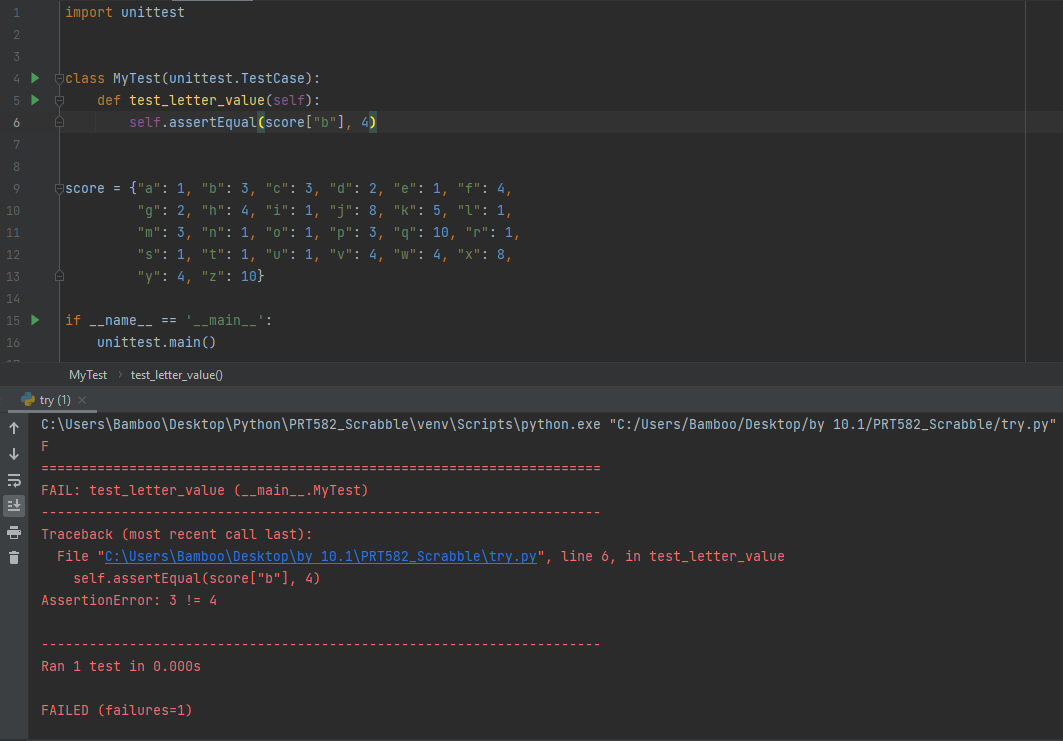 1 import unittest
2
3
4 class MyTest(unittest.TestCase):
5     def test_letter_value(self):
6         self.assertEqual(score["b"], 4)
7
8
9 score = {"a": 1, "b": 3, "c": 3, "d": 2, "e": 1, "f": 4,
10          "g": 2, "h": 4, "i": 1, "j": 8, "k": 5, "l": 1,
11          "m": 3, "n": 1, "o": 1, "p": 3, "q": 10, "r": 1,
12          "s": 1, "t": 1, "u": 1, "v": 4, "w": 4, "x": 8,
13          "y": 4, "z": 10}
14
15 if __name__ == '__main__':
16     unittest.main()
17
MyTest > test_letter_value()
try (1) ×
C:\Users\Bamboo\Desktop\Python\PRT582_Scrabble\venv\Scripts\python.exe "C:/Users/Bamboo/Desktop/by 10.1/PRT582_Scrabble/try.py"
F
======================================================================
FAIL: test_letter_value (__main__.MyTest)
----------------------------------------------------------------------
Traceback (most recent call last):
  File "C:\Users\Bamboo\Desktop\by 10.1\PRT582_Scrabble\try.py", line 6, in test_letter_value
    self.assertEqual(score["b"], 4)
AssertionError: 3 != 4

----------------------------------------------------------------------
Ran 1 test in 0.000s

FAILED (failures=1)